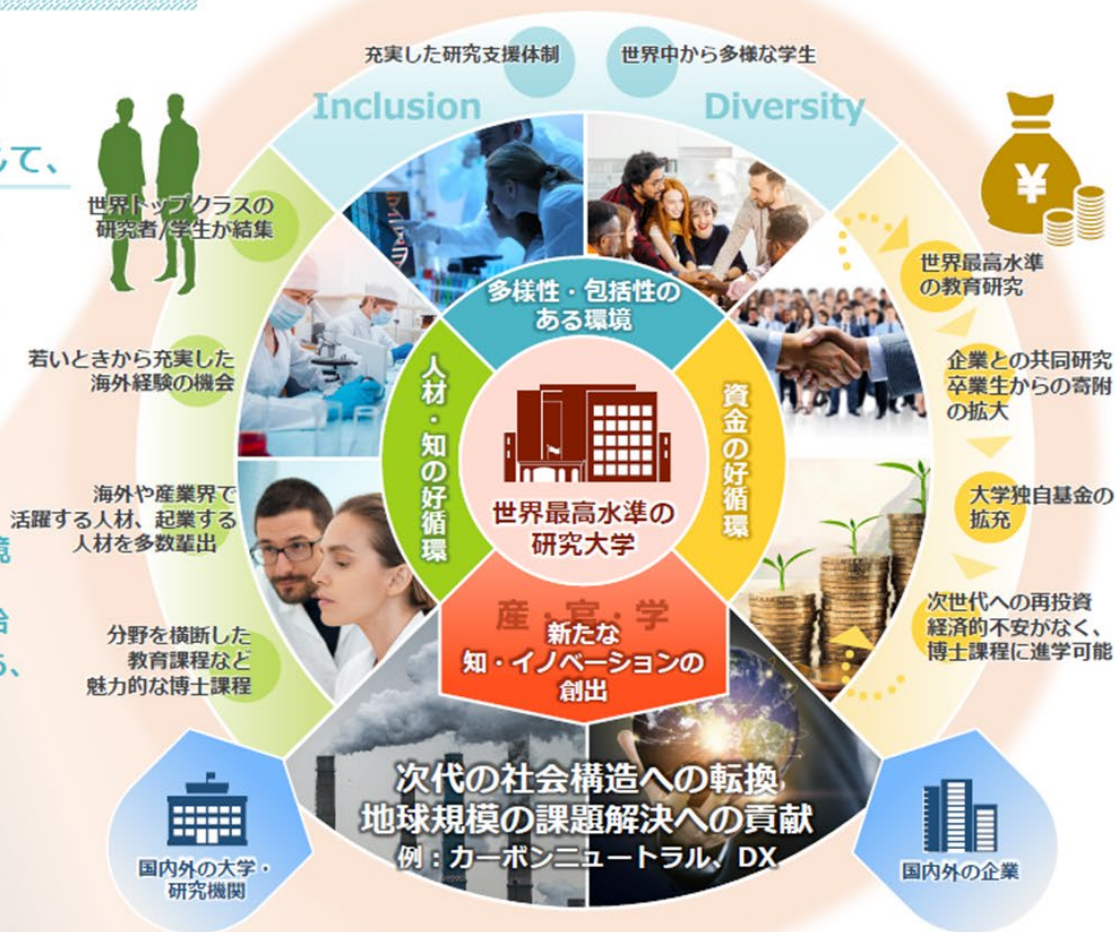 充実した研究支援体制
世界中から多様な学生
Inclusion
Diversity
て、
世界トップクラスの
研究者/学生が結集
若いときから充実した
海外経験の機会
海外や産業界で
活躍する人材、起業する
人材を多数輩出
分野を横断した
教育課程など
魅力的な博士課程
多様性・包括性の
ある環境
人材・知の好循環
資金の好循環
世界最高水準の
研究大学
産・官・学
新たな
知・イノベーションの
創出
¥
世界最高水準
の教育研究
企業との共同研究
卒業生からの寄附
の拡大
大学独自基金の
拡充
次世代への再投資
経済的不安がなく、
博士課程に進学可能
次代の社会構造への転換
地球規模の課題解決への貢献
例：カーボンニュートラル、DX
国内外の大学・
研究機関
国内外の企業